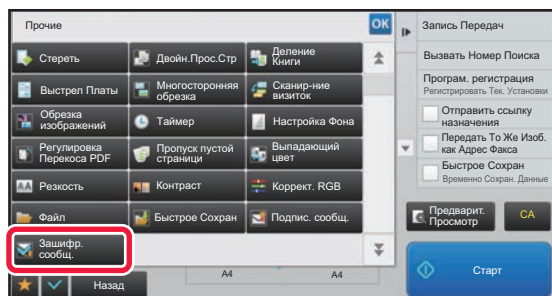 Прочие
OK
Стереть
Двойн.Прос.Стр
Деление
Книги
Выстрел Платы
Многосторонняя
обрезка
Сканир-ние
визиток
Обрезка
изображений
Таймер
Настройка Фона
Регулировка
Перекоса PDF
Пропуск пустой
страници
Выпадающий
цвет
Резкость
Контраст
Коррект. RGB
Файл
Быстрое Сохран
Подпис. сообщ.
Зашифр.
сообщ.
Назад
A4
A4
Запись Передач
Вызвать Номер Поиска
Програм. регистрация
Регистрировать Тек. Установки
Отправить ссылку
назначения
Передать То Же Изоб.
как Адрес Факса
Быстрое Сохран
Временно Сохран. Данные
Предварит.
Просмотр
CA
Старт